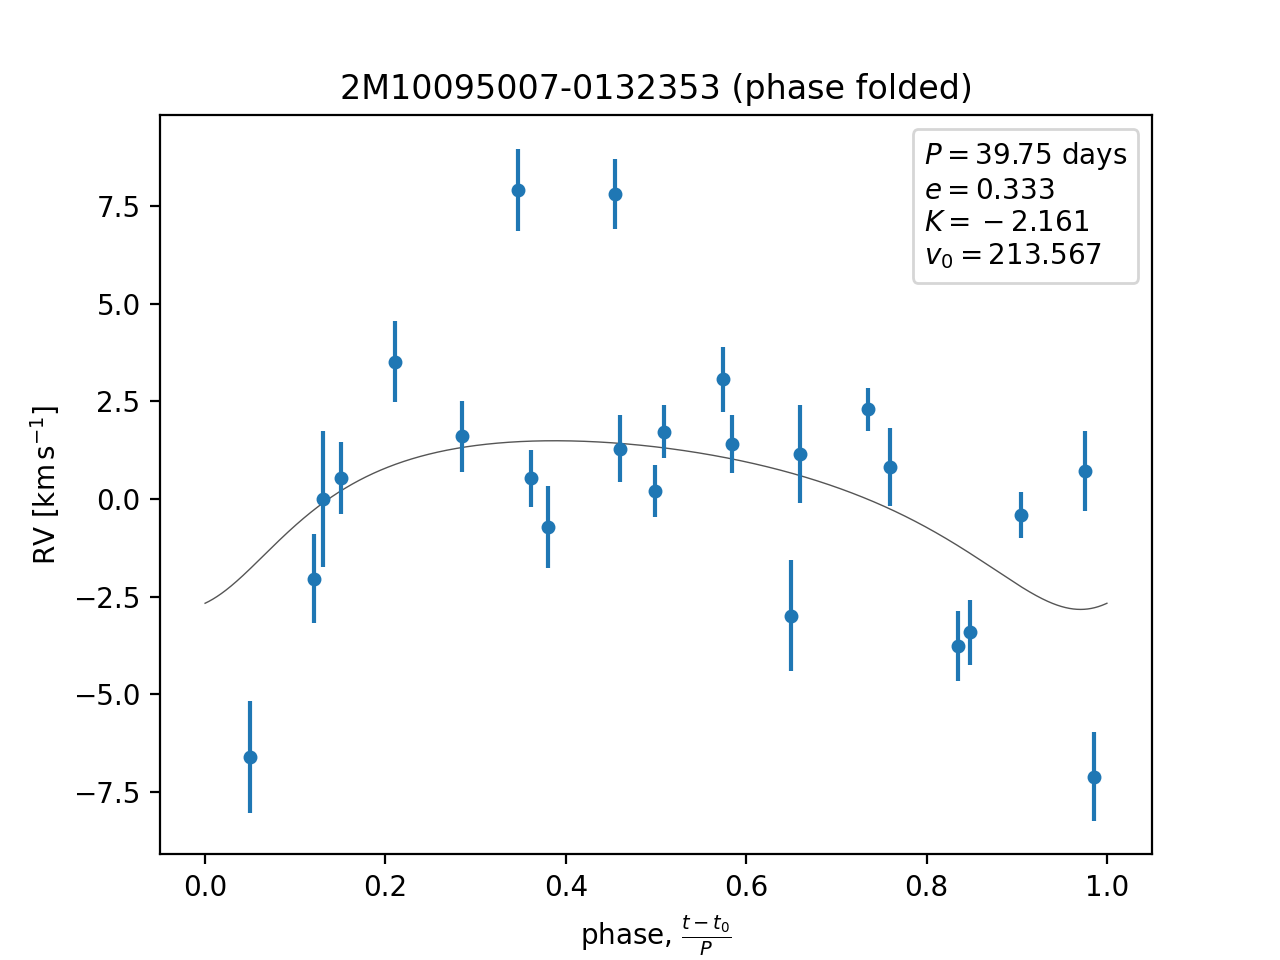 2M10095007-0132353 (phase folded)
P = 39.75 days
e = 0.333
K = −2.161
v₀ = 213.567
RV [km s⁻¹]
7.5
5.0
2.5
0.0
−2.5
−5.0
−7.5
0.0 0.2 0.4 0.6 0.8 1.0
phase, (t − t₀)/P